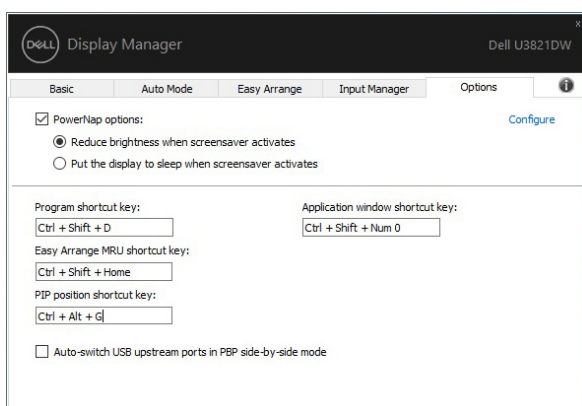 x
DELL Display Manager Dell U3821DW
Basic Auto Mode Easy Arrange Input Manager Options i
PowerNap options: Configure
Reduce brightness when screensaver activates
Put the display to sleep when screensaver activates
Program shortcut key: Application window shortcut key:
Ctrl + Shift + D Ctrl + Shift + Num 0
Easy Arrange MRU shortcut key:
Ctrl + Shift + Home
PIP position shortcut key:
Ctrl + Alt + G
Auto-switch USB upstream ports in PBP side-by-side mode